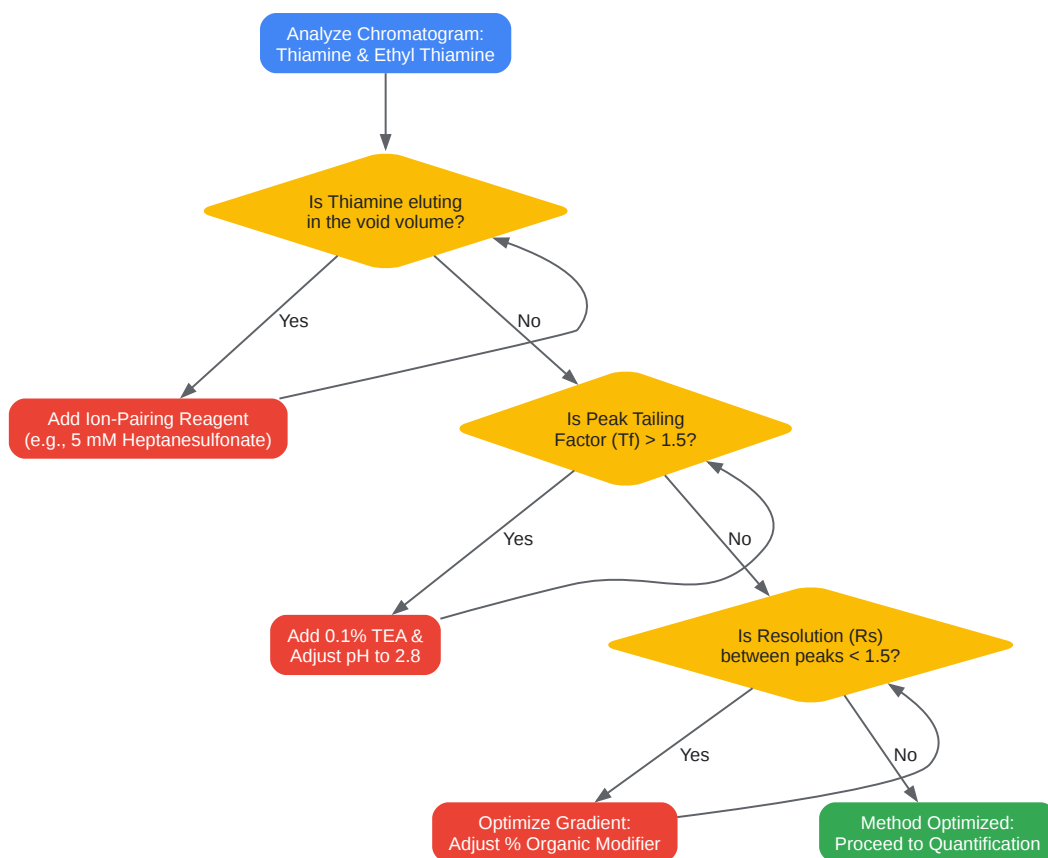 Analyze Chromatogram:
Thiamine & Ethyl Thiamine
Is Thiamine eluting
in the void volume?
Yes
No
Add Ion-Pairing Reagent
(e.g., 5 mM Heptanesulfonate)
Is Peak Tailing
Factor (Tf) > 1.5?
Yes
No
Add 0.1% TEA &
Adjust pH to 2.8
Is Resolution (Rs)
between peaks < 1.5?
Yes
No
Optimize Gradient:
Adjust % Organic Modifier
Method Optimized:
Proceed to Quantification